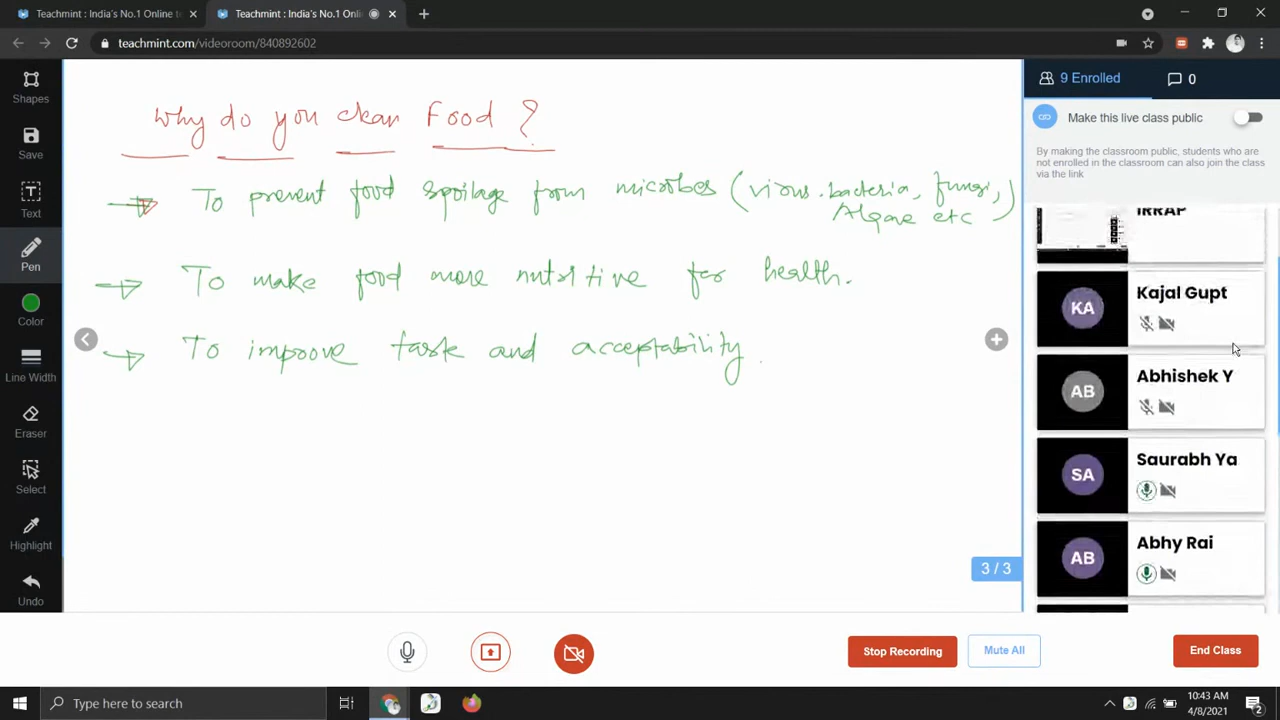 Teachmint: India's No.1 Online t
Teachmint: India's No.1 Online
teachmint.com/videoroom/840892602
Shapes
Save
Text
Pen
Color
Line Width
Eraser
Select
Highlight
Undo
Why do you clean Food ?
To prevent food spoilage from microbes (virus. bacteria, fungi,
Algae etc )
To make food more nutritive for health.
To improve taste and acceptability.
3 / 3
9 Enrolled
0
Make this live class public
By making the classroom public, students who are
not enrolled in the classroom can also join the class
via the link
IRRAP
KA
Kajal Gupt
AB
Abhishek Y
SA
Saurabh Ya
AB
Abhy Rai
Stop Recording
Mute All
End Class
Type here to search
10:43 AM
4/8/2021
2